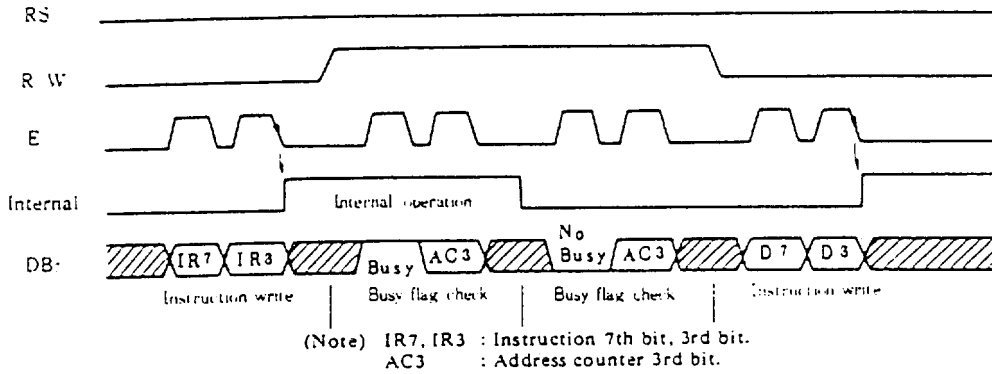 RS
R W
E
Internal
Internal operation
DB7
IR7 IR3 Busy AC3 No Busy AC3 D7 D3
Instruction write Busy flag check Busy flag check Instruction write
(Note) IR7, IR3 : Instruction 7th bit, 3rd bit.
AC3 : Address counter 3rd bit.